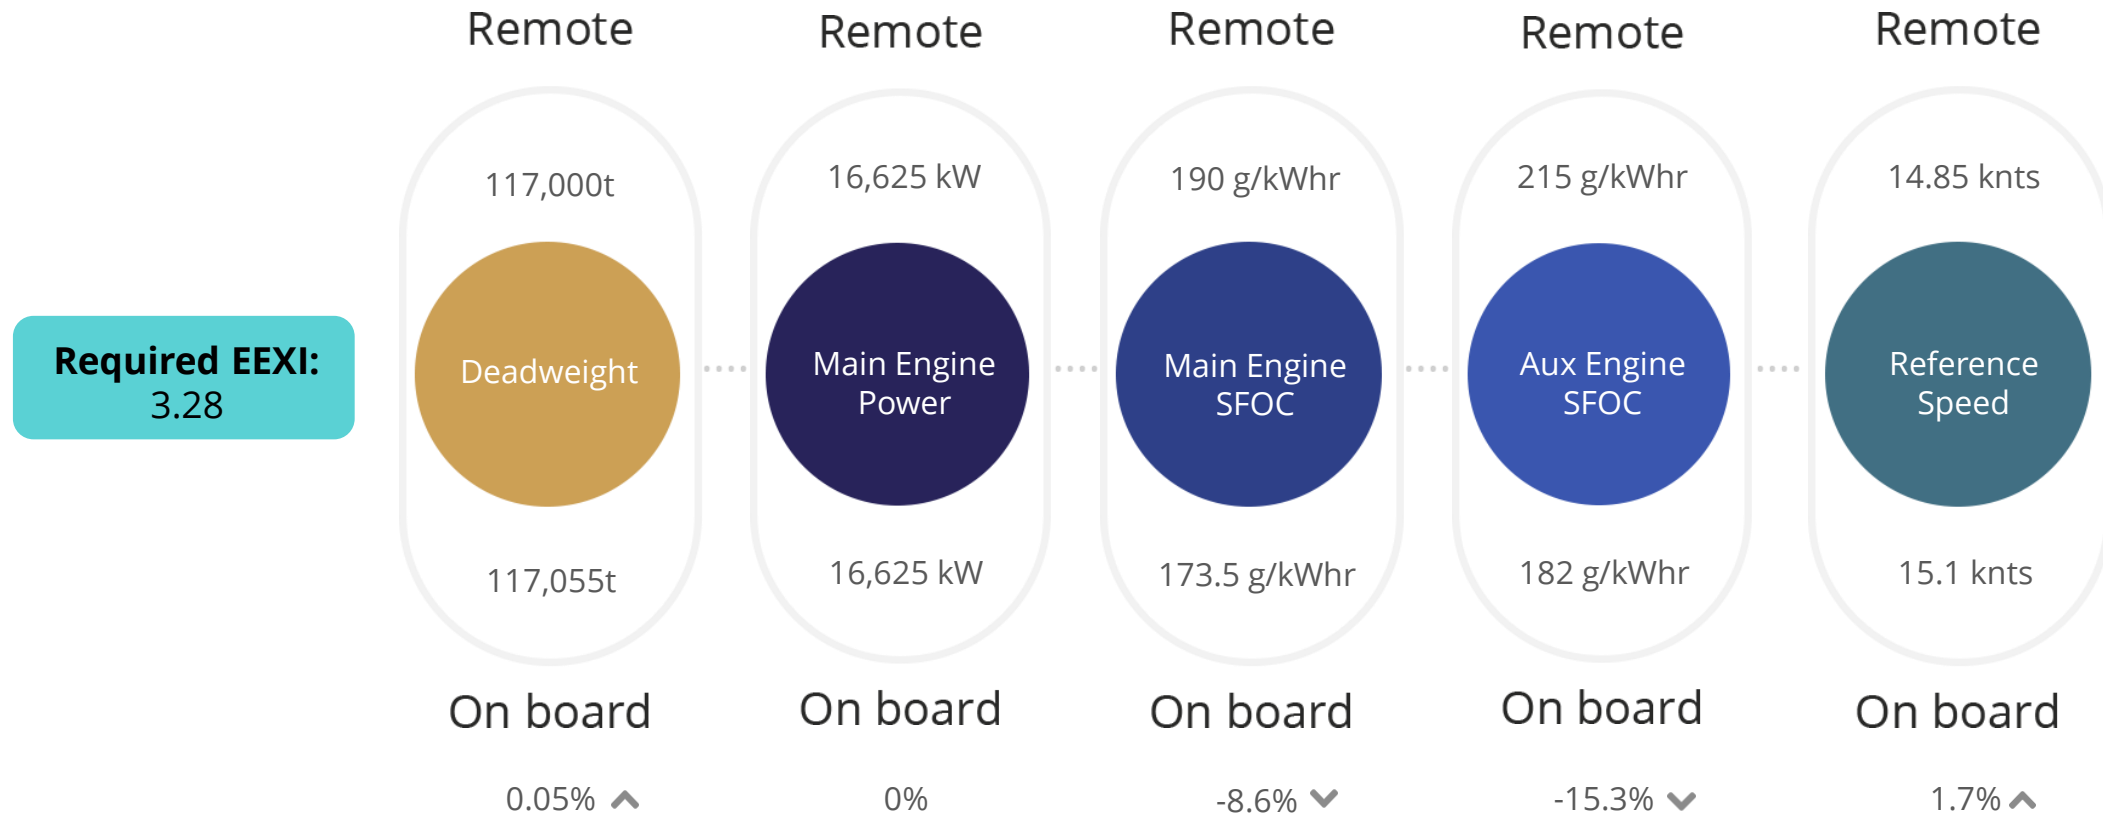 Remote
Remote
Remote
Remote
Remote
117,000t
16,625 kW
190 g/kWhr
215 g/kWhr
14.85 knts
Required EEXI:
3.28
Deadweight
Main Engine
Power
Main Engine
SFOC
Aux Engine
SFOC
Reference
Speed
117,055t
16,625 kW
173.5 g/kWhr
182 g/kWhr
15.1 knts
On board
On board
On board
On board
On board
0.05%
0%
-8.6%
-15.3%
1.7%